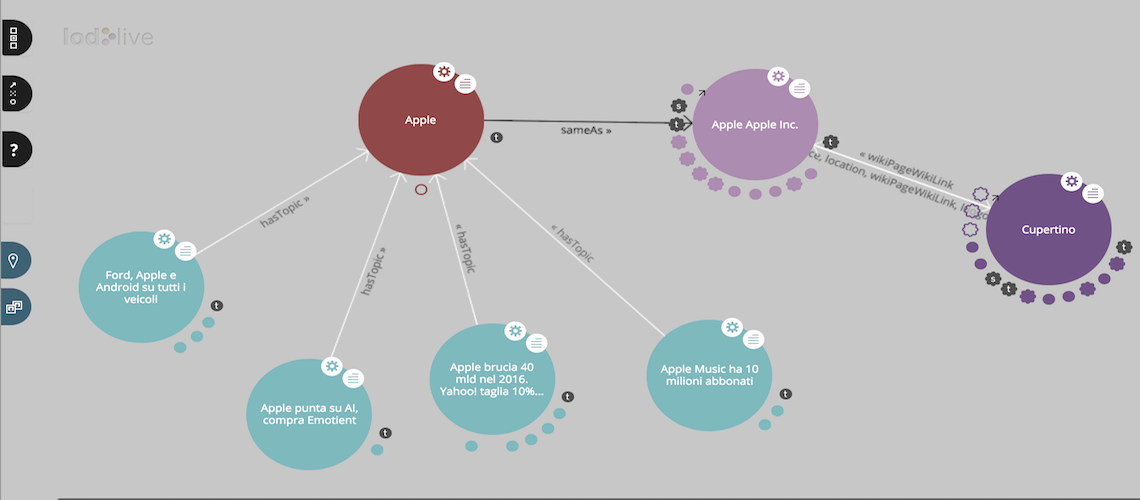 lod live
?
Apple
t
sameAs »
s
t
Apple Apple Inc.
t
« wikiPageWikiLink
location, wikiPageWikiLink,
Cupertino
s
t
t
hasTopic »
hasTopic »
« hasTopic
« hasTopic
Ford, Apple e
Android su tutti i
veicoli
t
Apple punta su AI,
compra Emotient
t
Apple brucia 40
mld nel 2016.
Yahoo! taglia 10%...
t
Apple Music ha 10
milioni abbonati
t